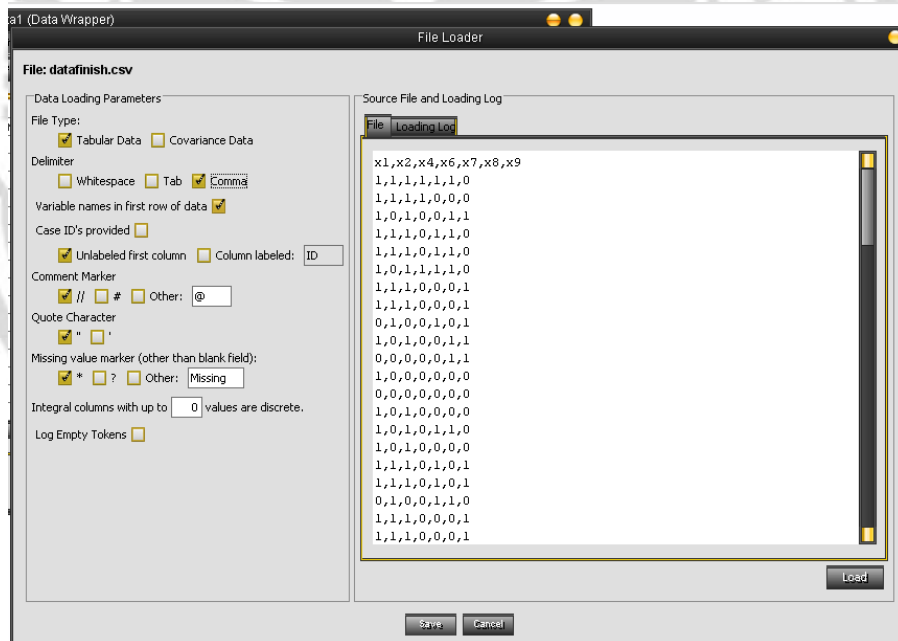 a1 (Data Wrapper)
File Loader
File: datafinish.csv
Data Loading Parameters
File Type:
Tabular Data Covariance Data
Delimiter
Whitespace Tab Comma
Variable names in first row of data
Case ID's provided
Unlabeled first column Column labeled: ID
Comment Marker
// # Other: @
Quote Character
" '
Missing value marker (other than blank field):
* ? Other: Missing
Integral columns with up to 0 values are discrete.
Log Empty Tokens
Source File and Loading Log
File Loading Log
x1,x2,x4,x6,x7,x8,x9
1,1,1,1,1,1,0
1,1,1,1,0,0,0
1,0,1,0,0,1,1
1,1,1,0,1,1,0
1,1,1,0,1,1,0
1,0,1,1,1,1,0
1,1,1,0,0,0,1
1,1,1,0,0,0,1
0,1,0,0,1,0,1
1,0,1,0,0,1,1
0,0,0,0,0,1,1
1,0,0,0,0,0,0
0,0,0,0,0,0,0
1,0,1,0,0,0,0
1,0,1,0,1,1,0
1,0,1,0,0,0,0
1,1,1,0,1,0,1
1,1,1,0,1,0,1
0,1,0,0,1,1,0
1,1,1,0,0,0,1
1,1,1,0,0,0,1
Load
Save Cancel